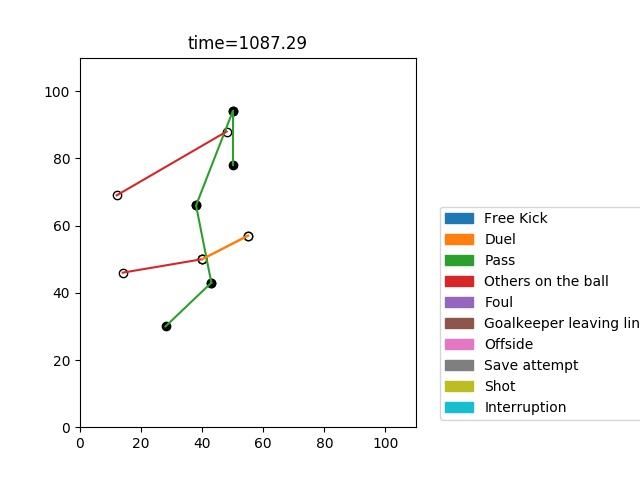 time=1087.29
100
80
60
40
20
0
0 20 40 60 80 100
Free Kick
Duel
Pass
Others on the ball
Foul
Goalkeeper leaving lin
Offside
Save attempt
Shot
Interruption